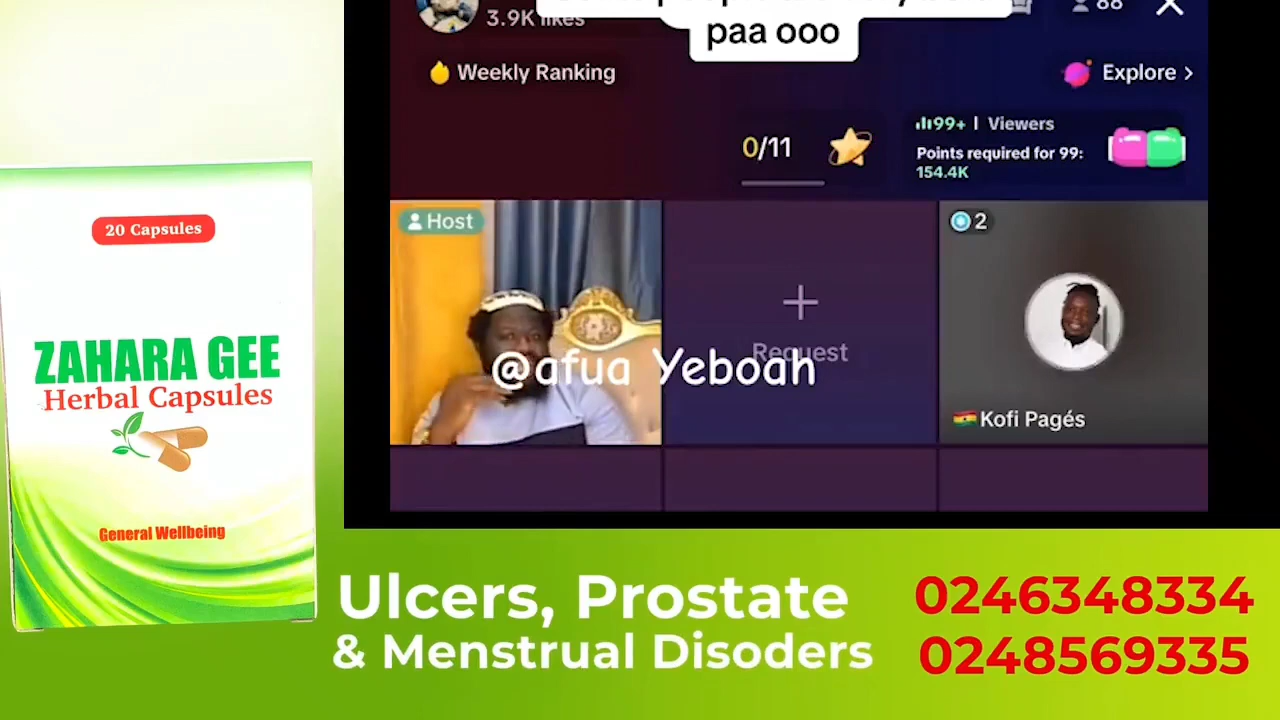 3.9K likes
88
paa ooo
Weekly Ranking
Explore >
0/11
99+ | Viewers
Points required for 99:
154.4K
Host
2
Request
@afua Yeboah
Kofi Pagés
20 Capsules
ZAHARA GEE
Herbal Capsules
General Wellbeing
Ulcers, Prostate
& Menstrual Disoders
0246348334
0248569335